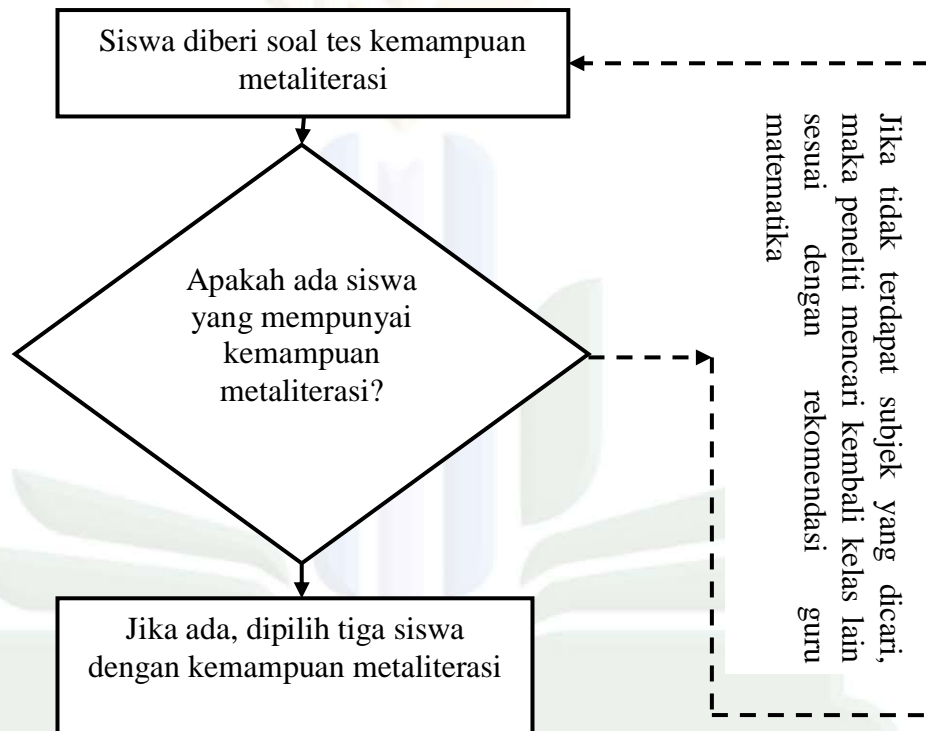 Siswa diberi soal tes kemampuan
metaliterasi
Apakah ada siswa
yang mempunyai
kemampuan
metaliterasi?
Jika ada, dipilih tiga siswa
dengan kemampuan metaliterasi
Jika tidak terdapat subjek yang dicari,
maka peneliti mencari kembali kelas lain
sesuai dengan rekomendasi guru
matematika